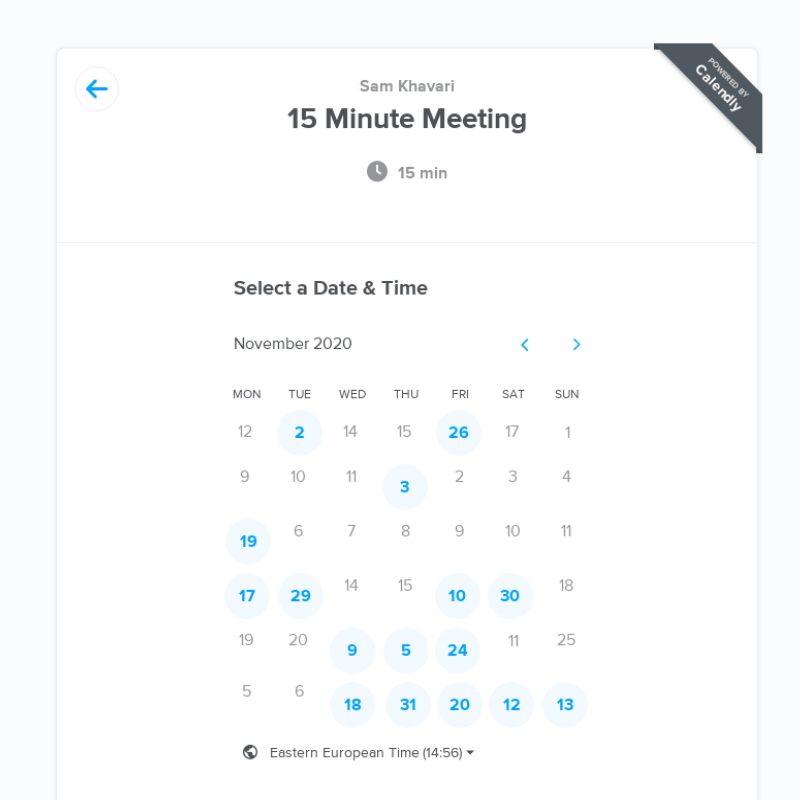 POWERED BY
Calendly
Sam Khavari
15 Minute Meeting
15 min
Select a Date & Time
November 2020
MON TUE WED THU FRI SAT SUN
12 2 14 15 26 17 1
9 10 11 3 2 3 4
19 6 7 8 9 10 11
17 29 14 15 10 30 18
19 20 9 5 24 11 25
5 6 18 31 20 12 13
Eastern European Time (14:56)